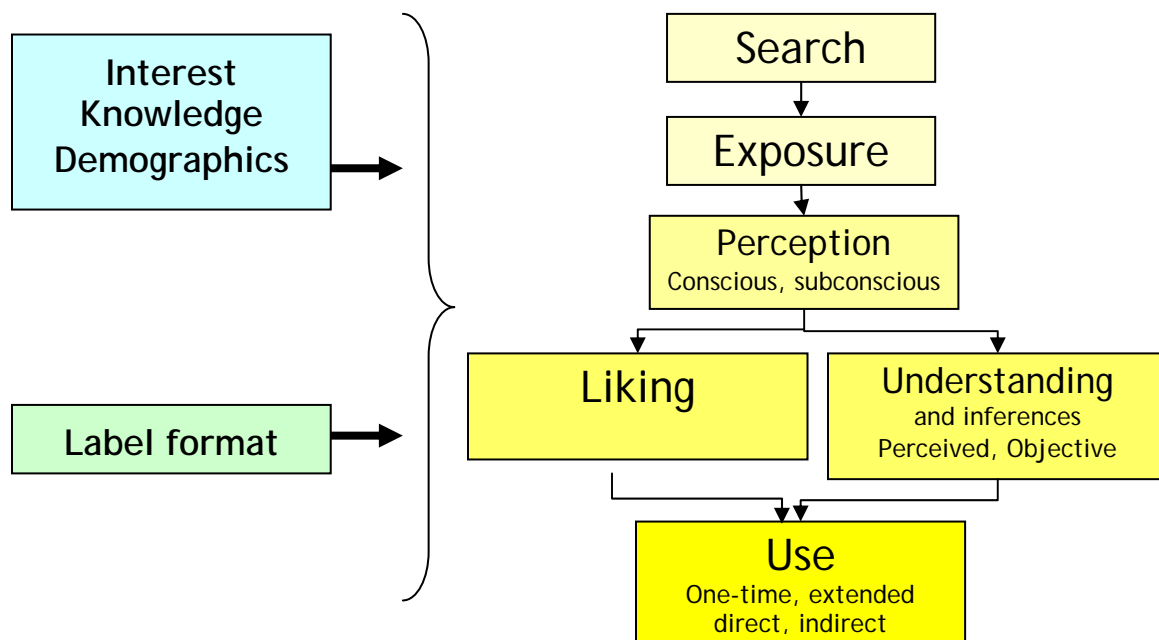 Interest
Knowledge
Demographics
Label format
Search
Exposure
Perception
Conscious, subconscious
Liking
Understanding
and inferences
Perceived, Objective
Use
One-time, extended
direct, indirect